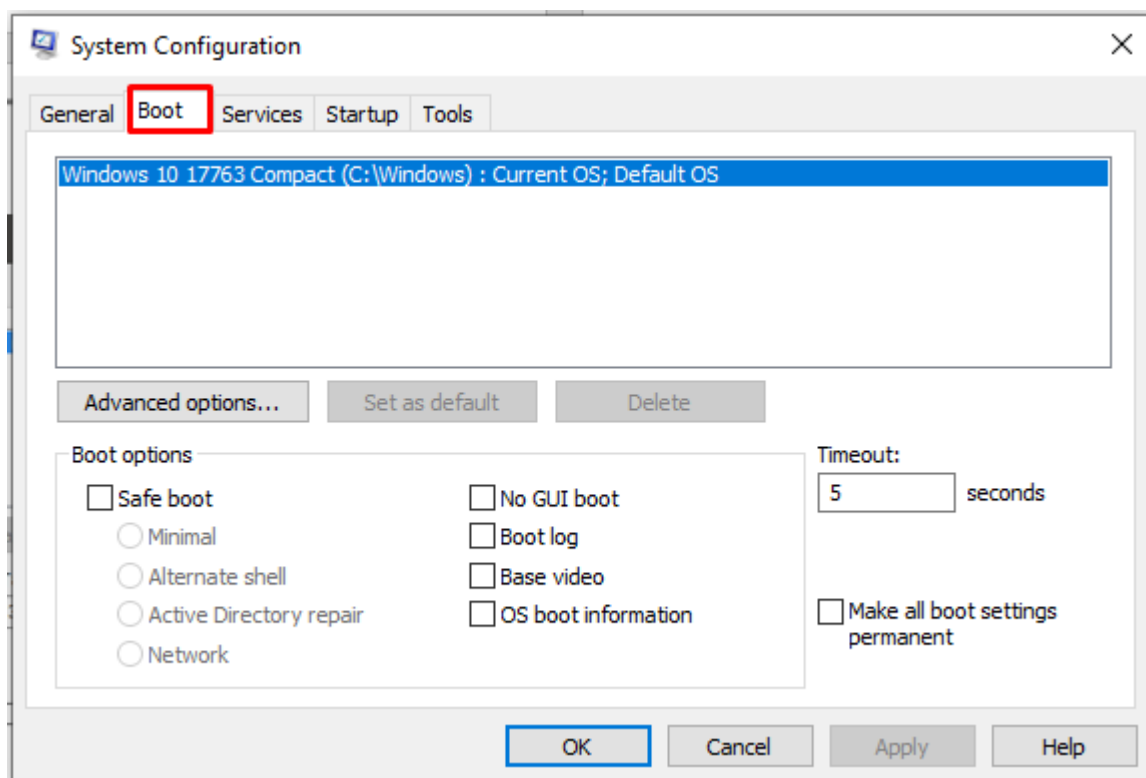 System Configuration
General Boot Services Startup Tools
Windows 10 17763 Compact (C:\Windows) : Current OS; Default OS
Advanced options... Set as default Delete
Boot options Timeout:
Safe boot No GUI boot 5 seconds
Minimal Boot log
Alternate shell Base video
Active Directory repair OS boot information Make all boot settings
permanent
Network
OK Cancel Apply Help